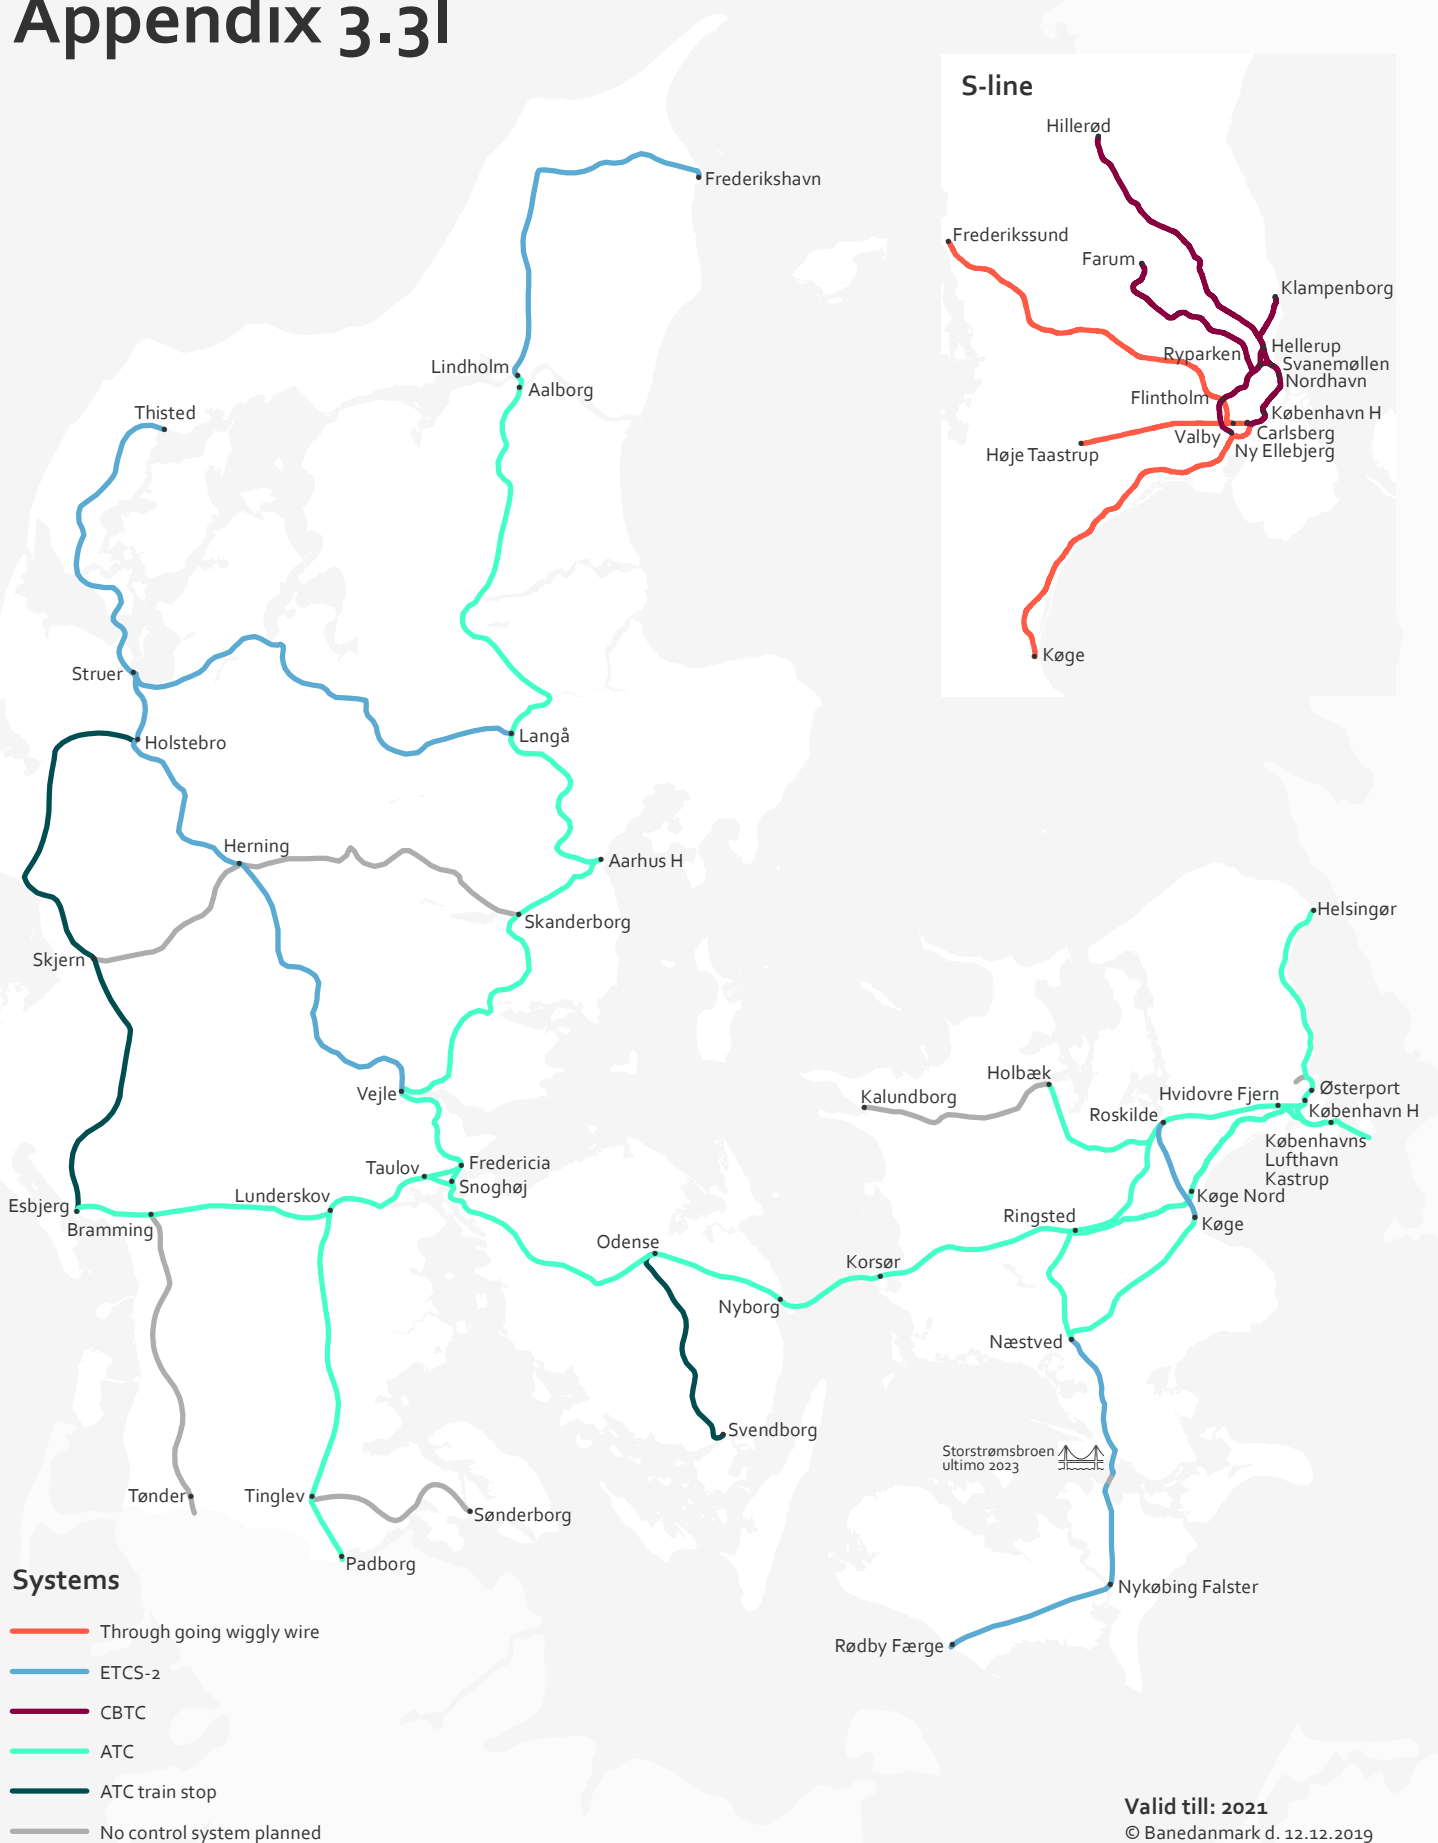 Appendix 3.3l
S-line
Hillerød
Frederikssund
Farum
Klampenborg
Hellerup
Ryparken
Svanemøllen
Nordhavn
Flintholm
København H
Carlsberg
Valby
Ny Ellebjerg
Høje Taastrup
Køge
Frederikshavn
Lindholm
Aalborg
Thisted
Struer
Holstebro
Langå
Herning
Aarhus H
Skanderborg
Skjern
Vejle
Taulov
Fredericia
Snoghøj
Esbjerg
Lunderskov
Bramming
Odense
Nyborg
Korsør
Svendborg
Tønder
Tinglev
Sønderborg
Padborg
Helsingør
Holbæk
Kalundborg
Hvidovre Fjern
Østerport
Roskilde
København H
Københavns
Lufthavn
Kastrup
Køge Nord
Ringsted
Køge
Næstved
Storstrømsbroen
ultimo 2023
Nykøbing Falster
Rødby Færge
Systems
Through going wiggly wire
ETCS-2
CBTC
ATC
ATC train stop
No control system planned
Valid till: 2021
© Banedanmark d. 12.12.2019